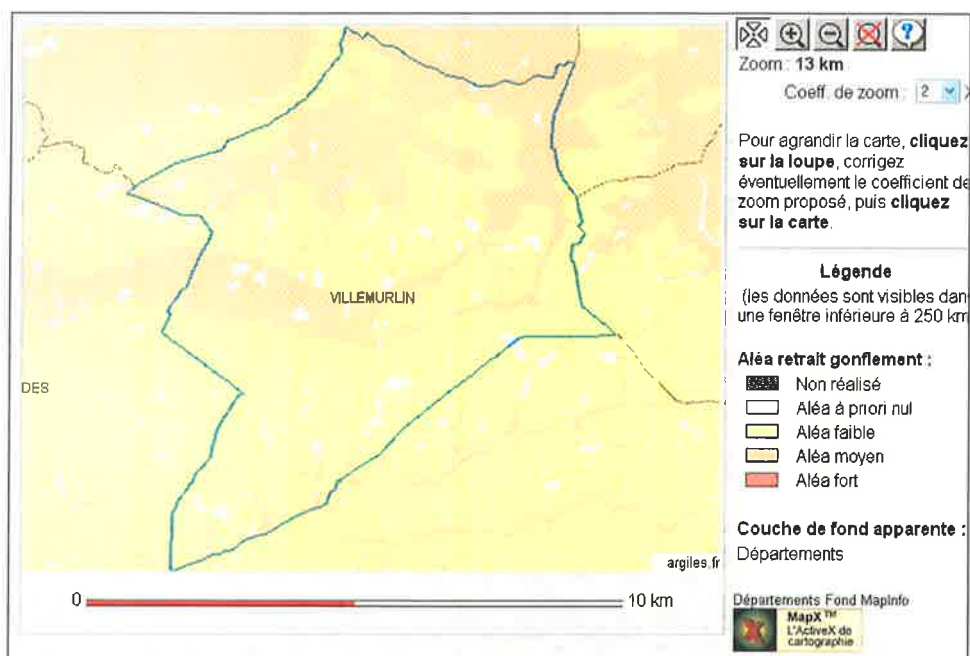 VILLEMURLIN
DES
argiles.fr
0
10 km
Zoom : 13 km
Coeff. de zoom : 2 X
Pour agrandir la carte, cliquez
sur la loupe, corrigez
éventuellement le coefficient de
zoom proposé, puis cliquez
sur la carte.
Légende
(les données sont visibles dans
une fenêtre inférieure à 250 km
Aléa retrait gonflement :
Non réalisé
Aléa à priori nul
Aléa faible
Aléa moyen
Aléa fort
Couche de fond apparente :
Départements
Départements Fond MapInfo
MapX™
L'ActiveX de
cartographie